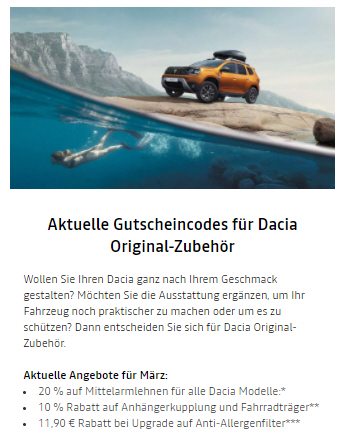 Aktuelle Gutscheincodes für Dacia
Original-Zubehör
Wollen Sie Ihren Dacia ganz nach Ihrem Geschmack
gestalten? Möchten Sie die Ausstattung ergänzen, um Ihr
Fahrzeug noch praktischer zu machen oder um es zu
schützen? Dann entscheiden Sie sich für Dacia Original-
Zubehör.
Aktuelle Angebote für März:
• 20 % auf Mittelarmlehnen für alle Dacia Modelle:*
• 10 % Rabatt auf Anhängerkupplung und Fahrradträger**
• 11,90 € Rabatt bei Upgrade auf Anti-Allergenfilter***